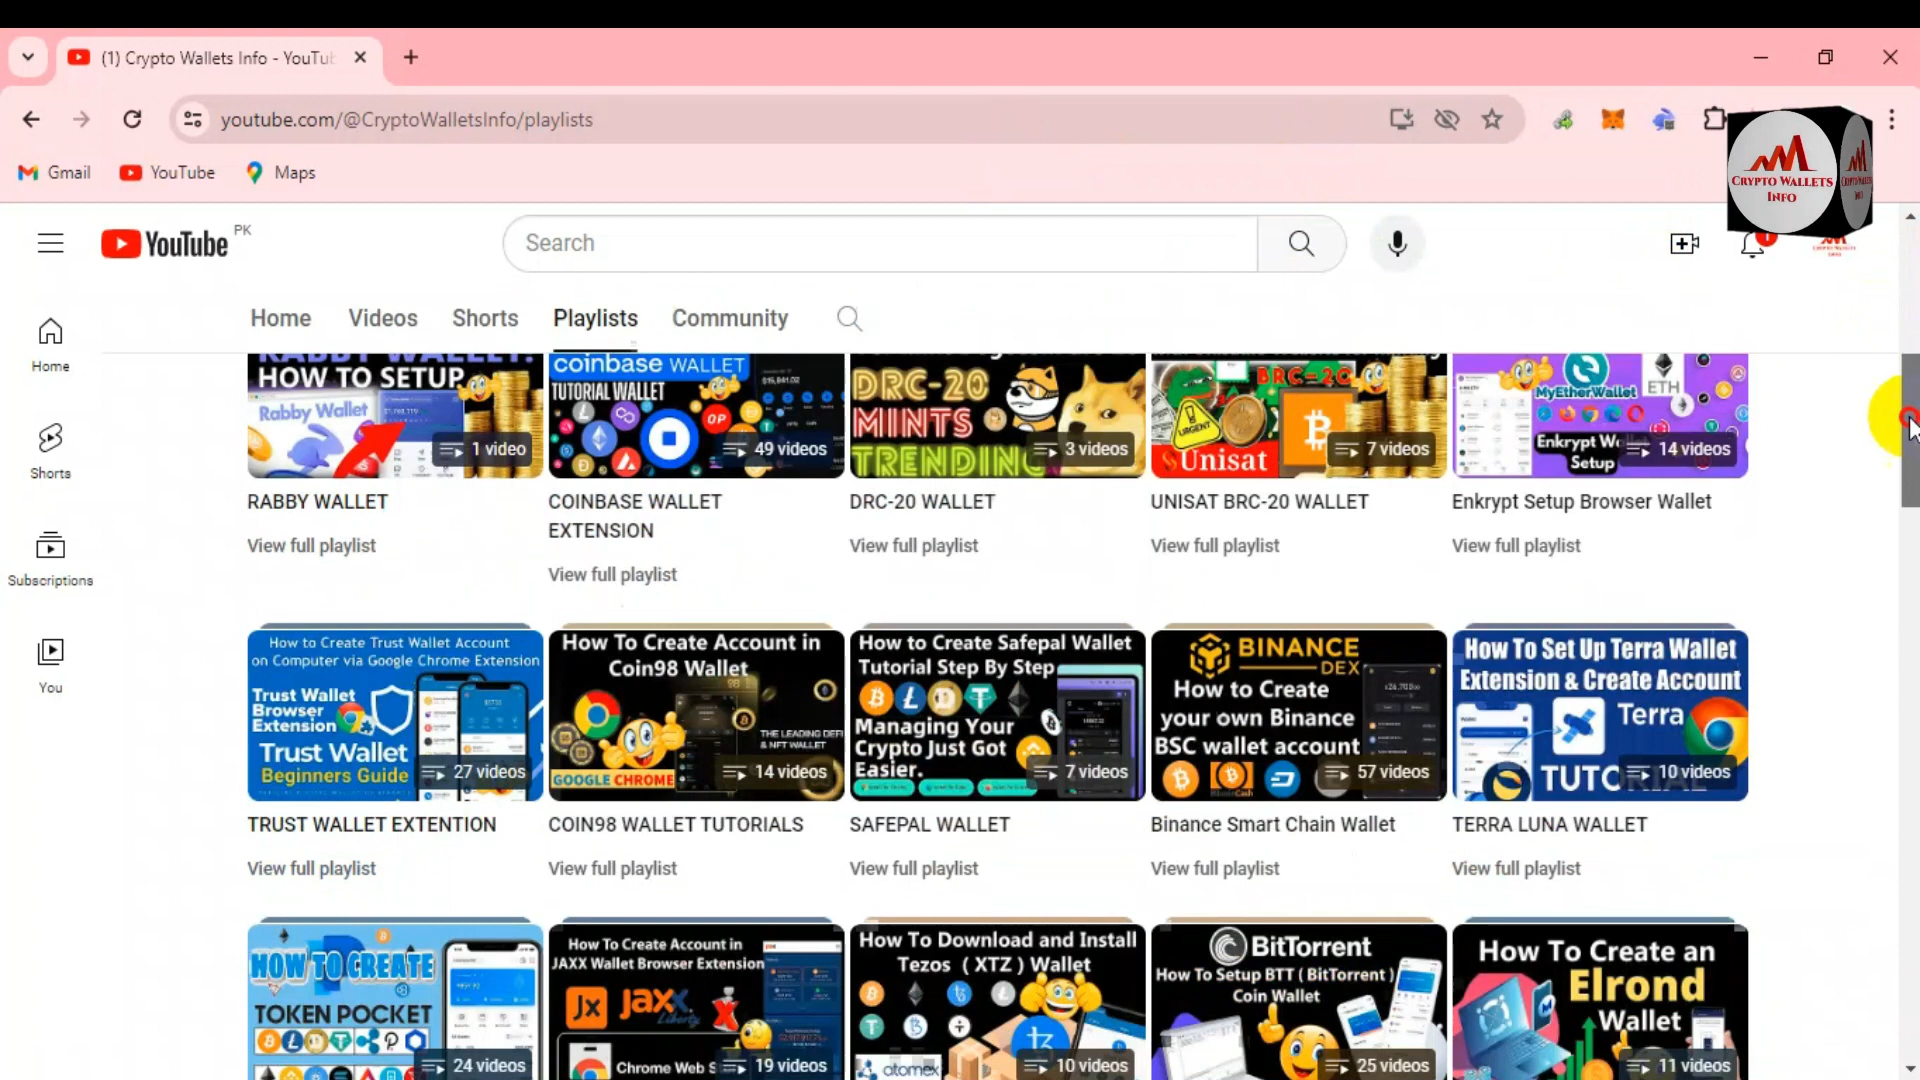 (1) Crypto Wallets Info - YouTu
youtube.com/@CryptoWalletsInfo/playlists
Gmail
YouTube
Maps
CRYPTO WALLETS
INFO
YouTube PK
Search
1
Home
Videos
Shorts
Playlists
Community
Home
Shorts
Subscriptions
You
RABBY WALLET:
HOW TO SETUP
Rabby Wallet
1 video
RABBY WALLET
View full playlist
coinbase WALLET
TUTORIAL WALLET
OP
49 videos
COINBASE WALLET
EXTENSION
View full playlist
DRC-20
MINTS
TRENDING
3 videos
DRC-20 WALLET
View full playlist
BRC-20
URGENT
Unisat
7 videos
UNISAT BRC-20 WALLET
View full playlist
MyEtherWallet
ETH
Enkrypt Wa
Setup
14 videos
Enkrypt Setup Browser Wallet
View full playlist
How to Create Trust Wallet Account
on Computer via Google Chrome Extension
Trust Wallet
Browser
Extension
Trust Wallet
Beginners Guide
27 videos
TRUST WALLET EXTENTION
View full playlist
How To Create Account in
Coin98 Wallet
THE LEADING DEFI
& NFT WALLET
GOOGLE CHROME
14 videos
COIN98 WALLET TUTORIALS
View full playlist
How to Create Safepal Wallet
Tutorial Step By Step
Managing Your
Crypto Just Got
Easier.
7 videos
SAFEPAL WALLET
View full playlist
BINANCE
DEX
How to Create
your own Binance
BSC wallet account
57 videos
Binance Smart Chain Wallet
View full playlist
How To Set Up Terra Wallet
Extension & Create Account
Terra
TUTORIAL
10 videos
TERRA LUNA WALLET
View full playlist
HOW TO CREATE
TOKEN POCKET
24 videos
How To Create Account in
JAXX Wallet Browser Extension
Jx
JAXX
Liberty
Chrome Web S
19 videos
How To Download and Install
Tezos ( XTZ ) Wallet
atomex
10 videos
BitTorrent
How To Setup BTT ( BitTorrent )
Coin Wallet
25 videos
How To Create an
Elrond
Wallet
11 videos